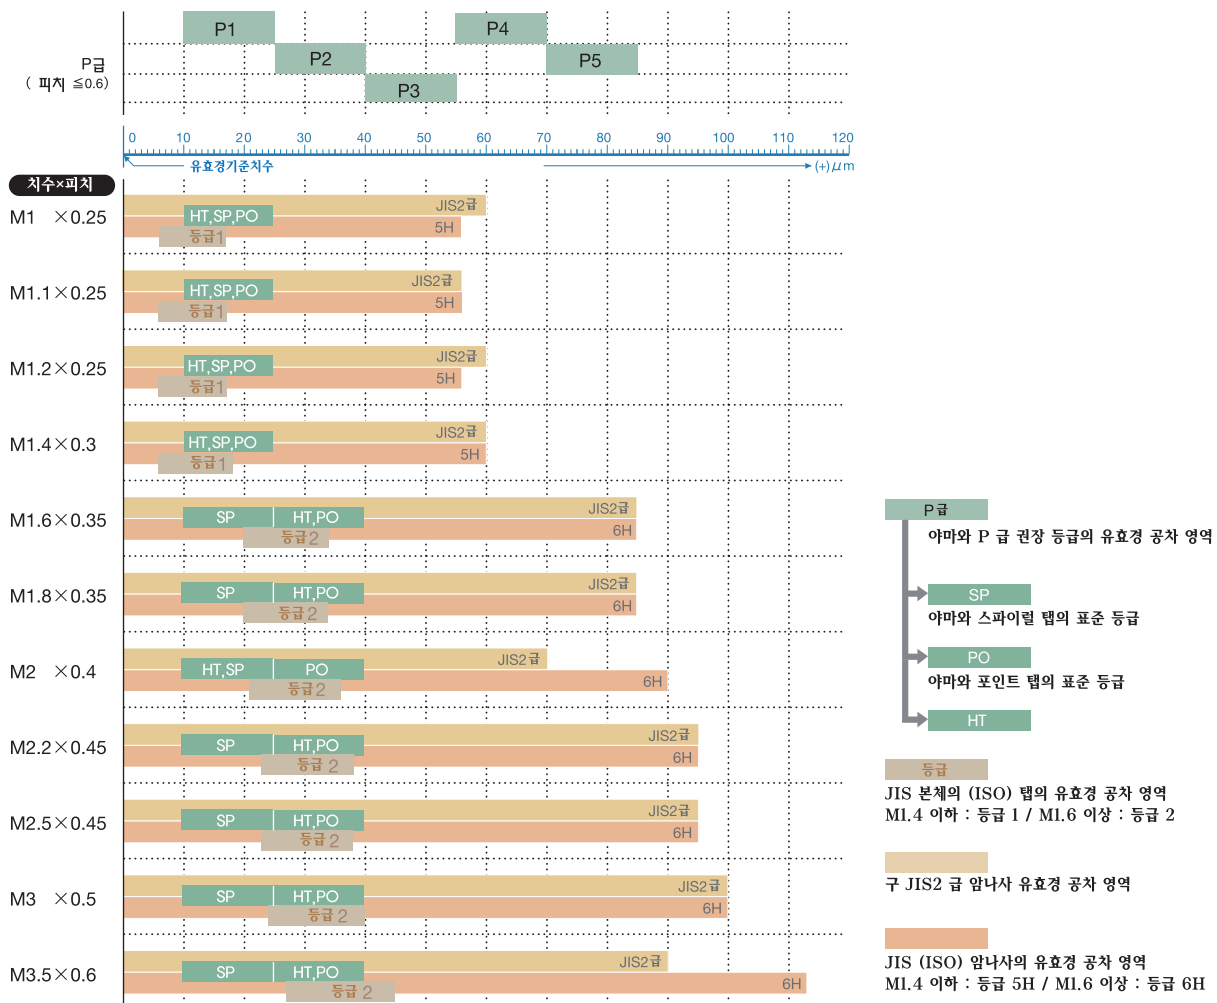 P1
P4
P2
P5
P3
P급
( 피치 ≦0.6)
0 10 20 30 40 50 60 70 80 90 100 110 120
유효경기준치수
(+)μm
치수×피치
M1 ×0.25
JIS2급
HT,SP,PO
5H
등급1
M1.1×0.25
JIS2급
HT,SP,PO
5H
등급1
M1.2×0.25
JIS2급
HT,SP,PO
5H
등급1
M1.4×0.3
JIS2급
HT,SP,PO
5H
등급1
M1.6×0.35
JIS2급
SP HT,PO
6H
등급2
M1.8×0.35
JIS2급
SP HT,PO
6H
등급2
M2 ×0.4
JIS2급
HT,SP PO
6H
등급2
M2.2×0.45
JIS2급
SP HT,PO
6H
등급 2
M2.5×0.45
JIS2급
SP HT,PO
6H
등급2
M3 ×0.5
JIS2급
SP HT,PO
6H
등급2
M3.5×0.6
JIS2급
SP HT,PO
6H
등급2
P급
야마와 P 급 권장 등급의 유효경 공차 영역
SP
야마와 스파이럴 탭의 표준 등급
PO
야마와 포인트 탭의 표준 등급
HT
등급
JIS 본체의 (ISO) 탭의 유효경 공차 영역
M1.4 이하 : 등급 1 / M1.6 이상 : 등급 2
구 JIS2 급 암나사 유효경 공차 영역
JIS (ISO) 암나사의 유효경 공차 영역
M1.4 이하 : 등급 5H / M1.6 이상 : 등급 6H